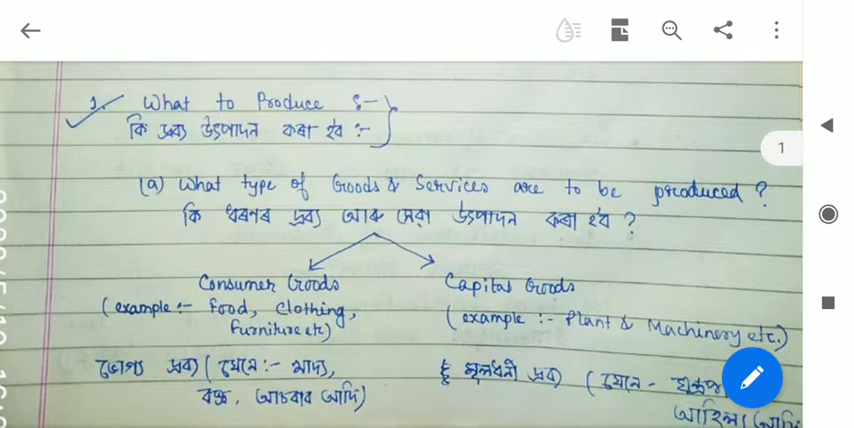 1. What to Produce :-
কি দ্ৰব্য উৎপাদন কৰা হ'ব :-
1
(a) What type of Goods & Services are to be produced?
কি ধৰণৰ দ্ৰব্য আৰু সেৱা উৎপাদন কৰা হ'ব ?
Consumer Goods
Capital Goods
(example :- Food, Clothing,
Furniture etc)
(example :- Plant & Machinery etc.)
ভোগ্য দ্ৰব্য (যেনে :- খাদ্য,
বস্ত্ৰ, আচবাব আদি)
মূলধনী দ্ৰব্য (যেনে -